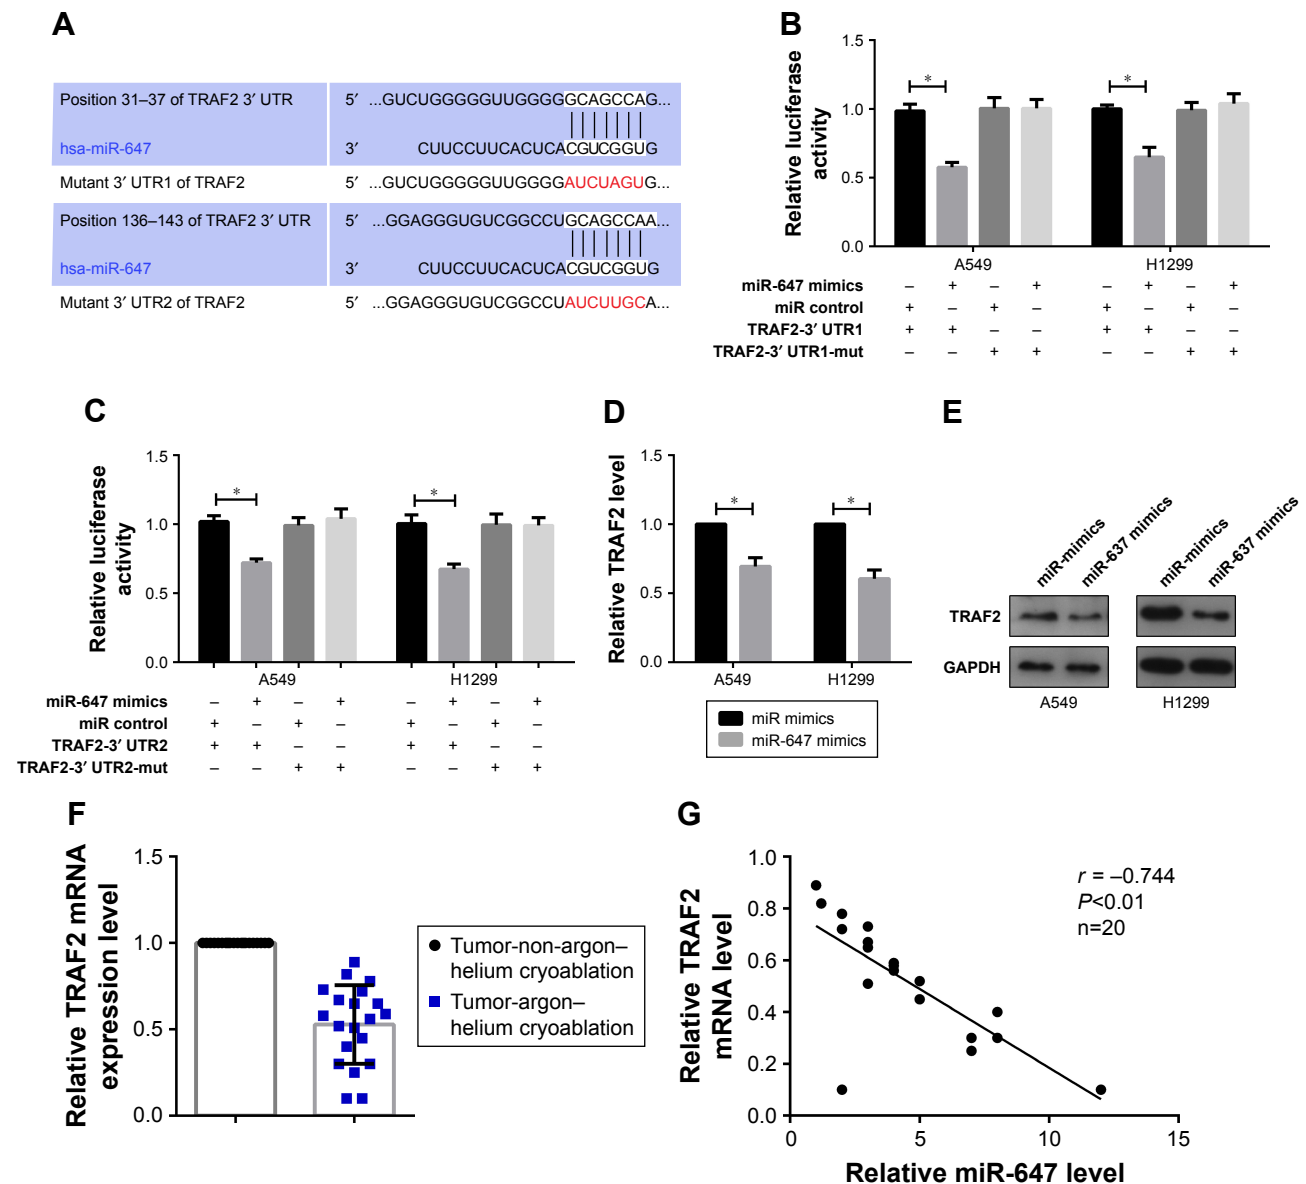 A
Position 31–37 of TRAF2 3′ UTR 5′ ...GUCUGGGGGUUGGGGGCAGCCAG...
hsa-miR-647 3′ CUUCCUUCACUCACGUCGGUG
Mutant 3′ UTR1 of TRAF2 5′ ...GUCUGGGGGUUGGGGAUCUAGUG...
Position 136–143 of TRAF2 3′ UTR 5′ ...GGAGGGUGUCGGCCUGCAGCCAA...
hsa-miR-647 3′ CUUCCUUCACUCACGUCGGUG
Mutant 3′ UTR2 of TRAF2 5′ ...GGAGGGUGUCGGCCUAUCUUGCA...
B
Relative luciferase
activity
1.5
1.0
0.5
0.0
* *
A549 H1299
miR-647 mimics – + – + – + – +
miR control + – + – + – + –
TRAF2-3′ UTR1 + + – – + + – –
TRAF2-3′ UTR1-mut – – + + – – + +
C
Relative luciferase
activity
1.5
1.0
0.5
0.0
* *
A549 H1299
miR-647 mimics – + – + – + – +
miR control + – + – + – + –
TRAF2-3′ UTR2 + + – – + + – –
TRAF2-3′ UTR2-mut – – + + – – + +
D
Relative TRAF2 level
1.5
1.0
0.5
0.0
* *
A549 H1299
miR mimics
miR-647 mimics
E
miR-mimics miR-637 mimics miR-mimics miR-637 mimics
TRAF2
GAPDH
A549 H1299
F
Relative TRAF2 mRNA
expression level
1.5
1.0
0.5
0.0
Tumor-non-argon–
helium cryoablation
Tumor-argon–
helium cryoablation
G
Relative TRAF2
mRNA level
1.0
0.8
0.6
0.4
0.2
0.0
r = –0.744
P<0.01
n=20
0 5 10 15
Relative miR-647 level